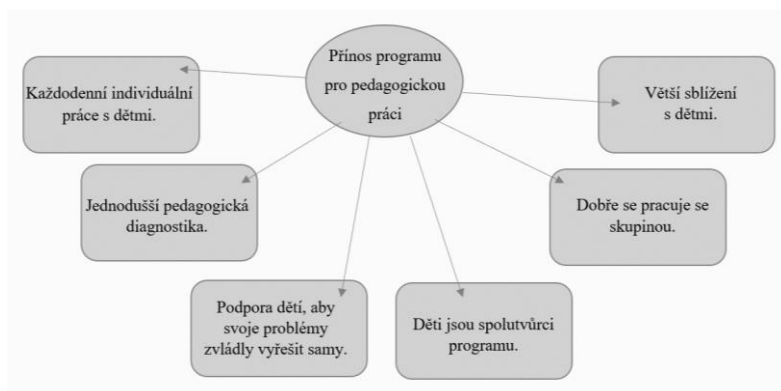 Přínos programu
pro pedagogickou
práci
Každodenní individuální
práce s dětmi.
Větší sblížení
s dětmi.
Jednodušší pedagogická
diagnostika.
Dobře se pracuje se
skupinou.
Podpora dětí, aby
svoje problémy
zvládly vyřešit samy.
Děti jsou spolutvůrci
programu.